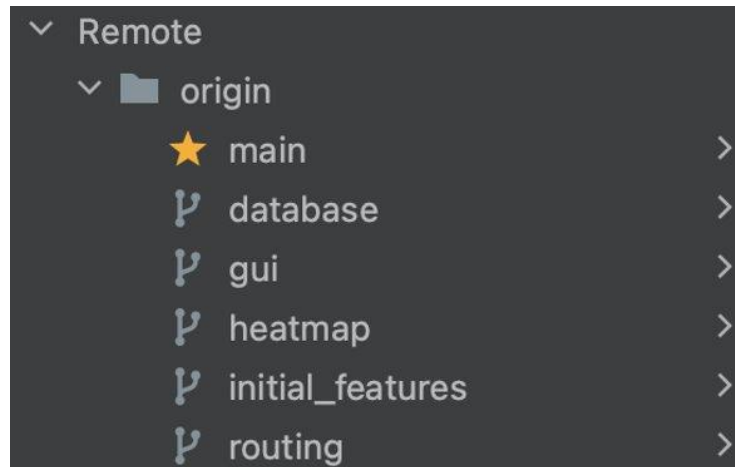 Remote
origin
main
database
gui
heatmap
initial_features
routing